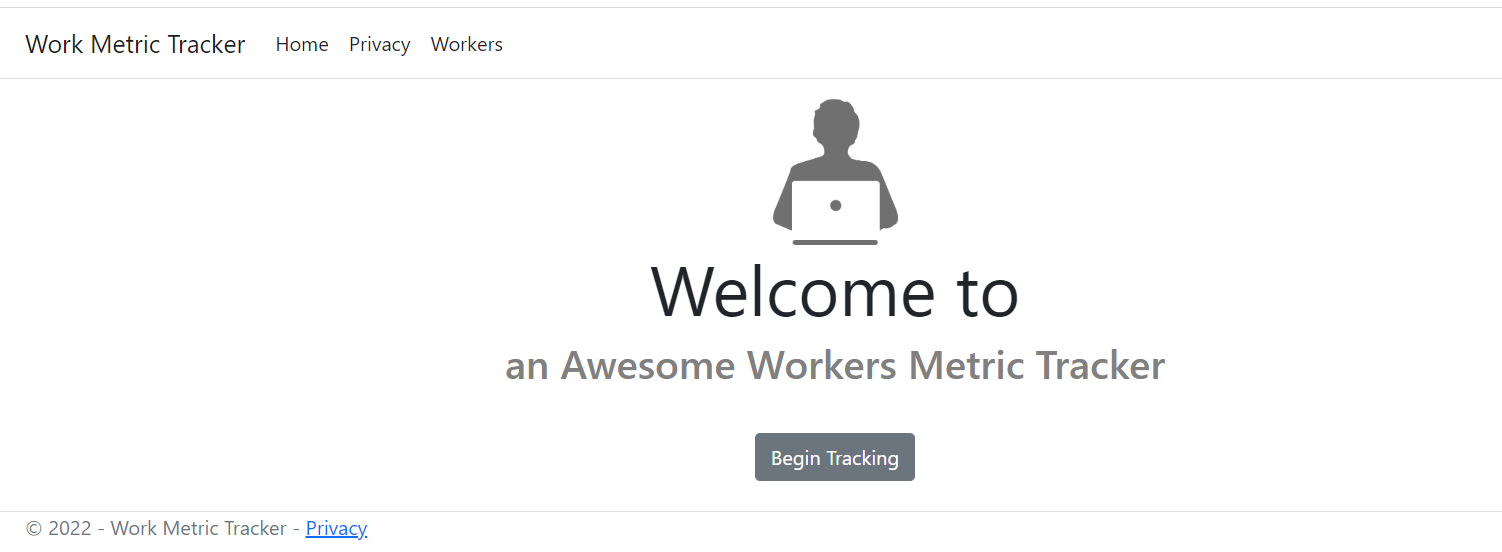 Work Metric Tracker Home Privacy Workers
Welcome to
an Awesome Workers Metric Tracker
Begin Tracking
© 2022 - Work Metric Tracker - Privacy